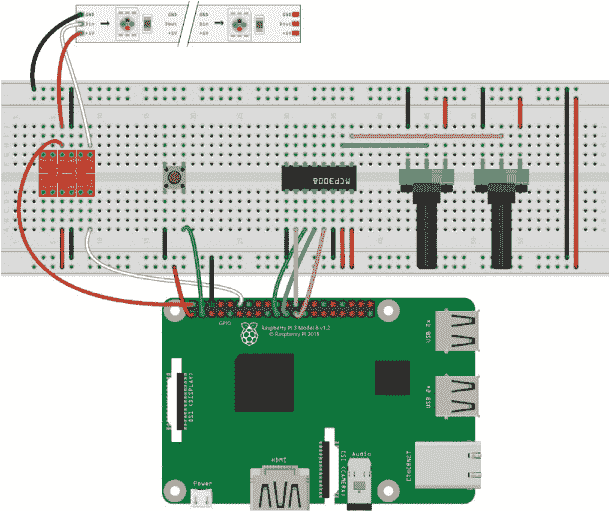 GND
GND
GND
GND
Din
Dout
Din
Dout
+5V
+5V
+5V
+5V
MCP3008
GPIO
Raspberry Pi 3 Model B v1.2
© Raspberry Pi 2015
USB 2x
DSI (DISPLAY)
USB 2x
HDMI
CSI (CAMERA)
Audio
ETHERNET
Power